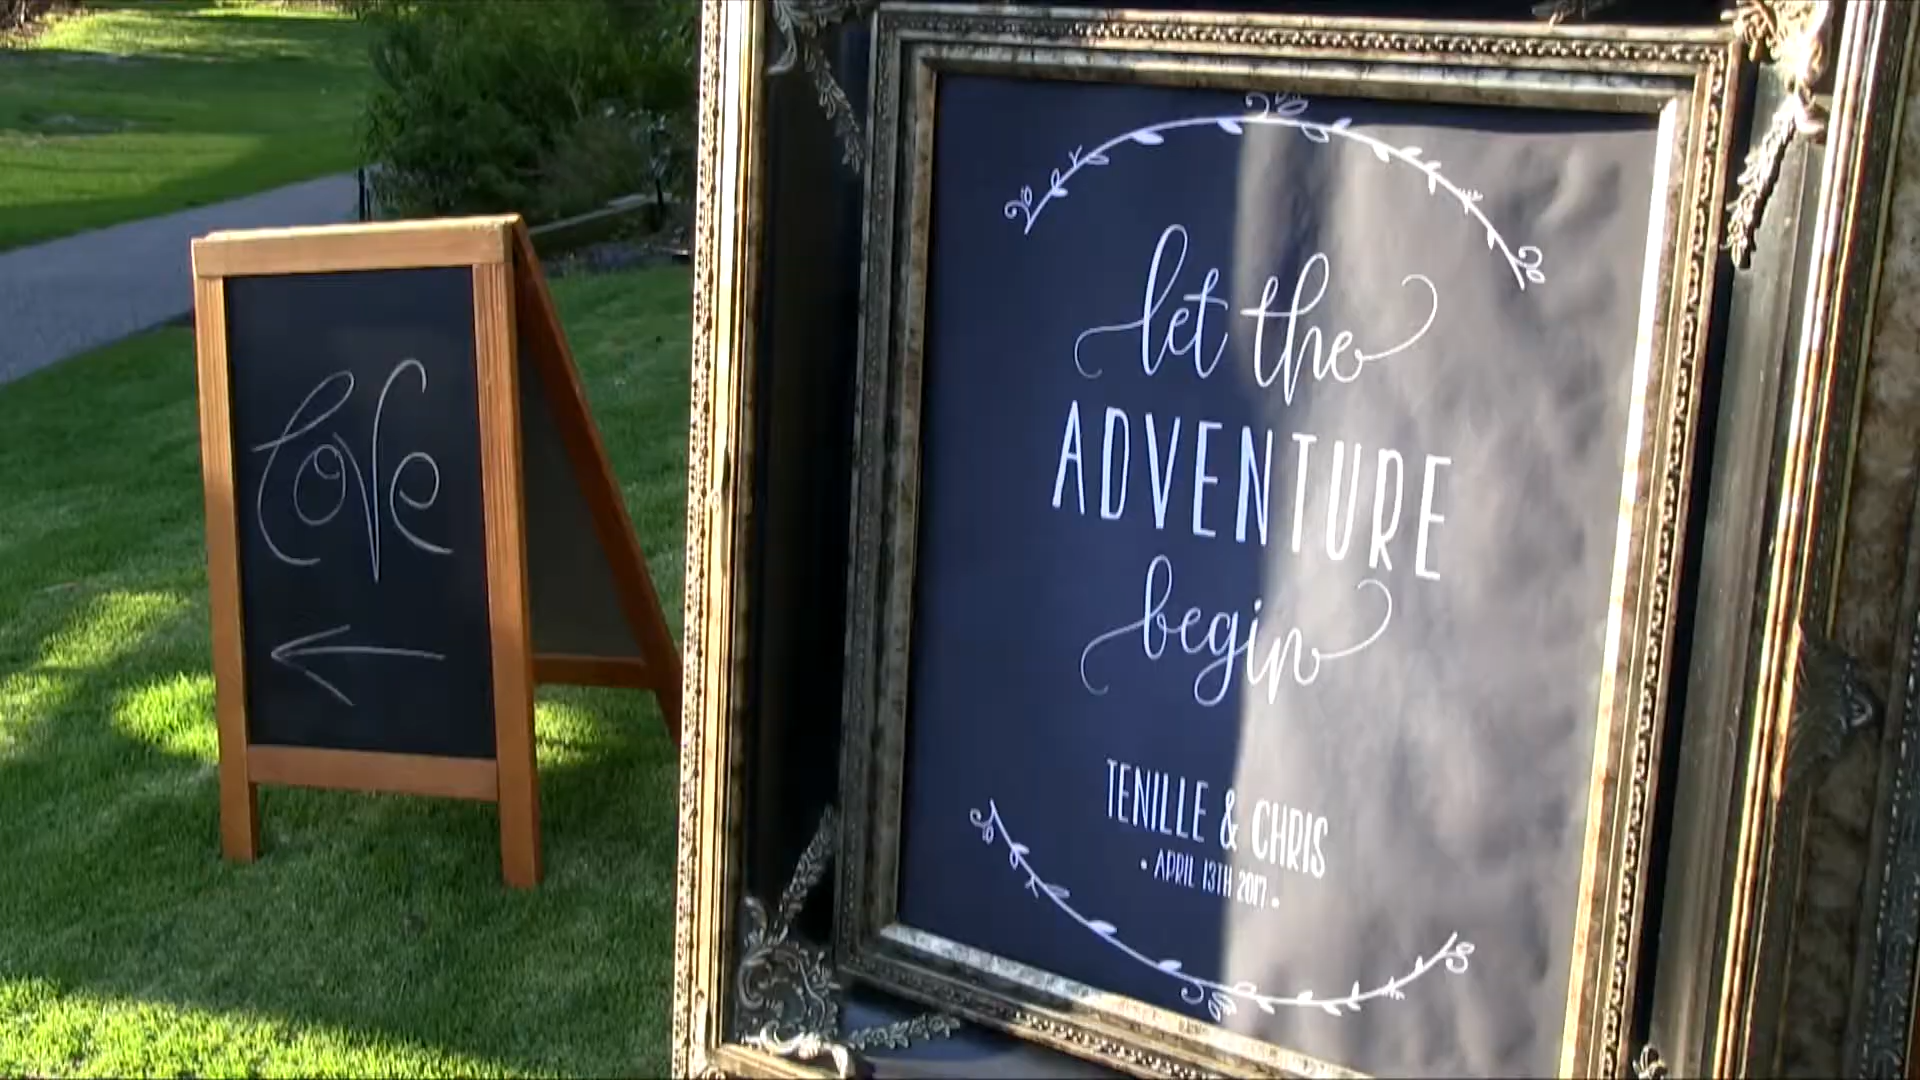 love
let the
ADVENTURE
begin
TENILLE & CHRIS
• APRIL 13TH 2017 •